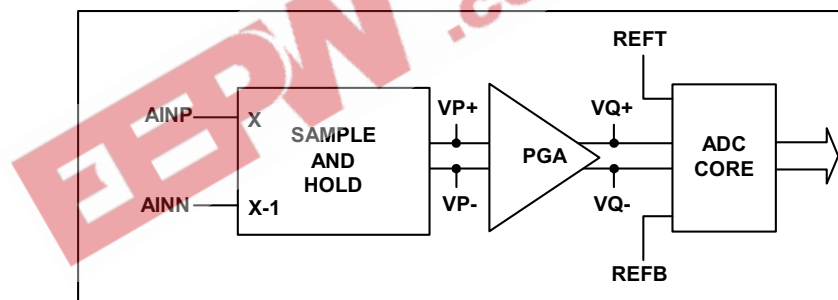 EEPW.co
REFT
AINP
X
SAMPLE
AND
HOLD
VP+
VP-
PGA
VQ+
VQ-
ADC
CORE
AINN
X-1
REFB